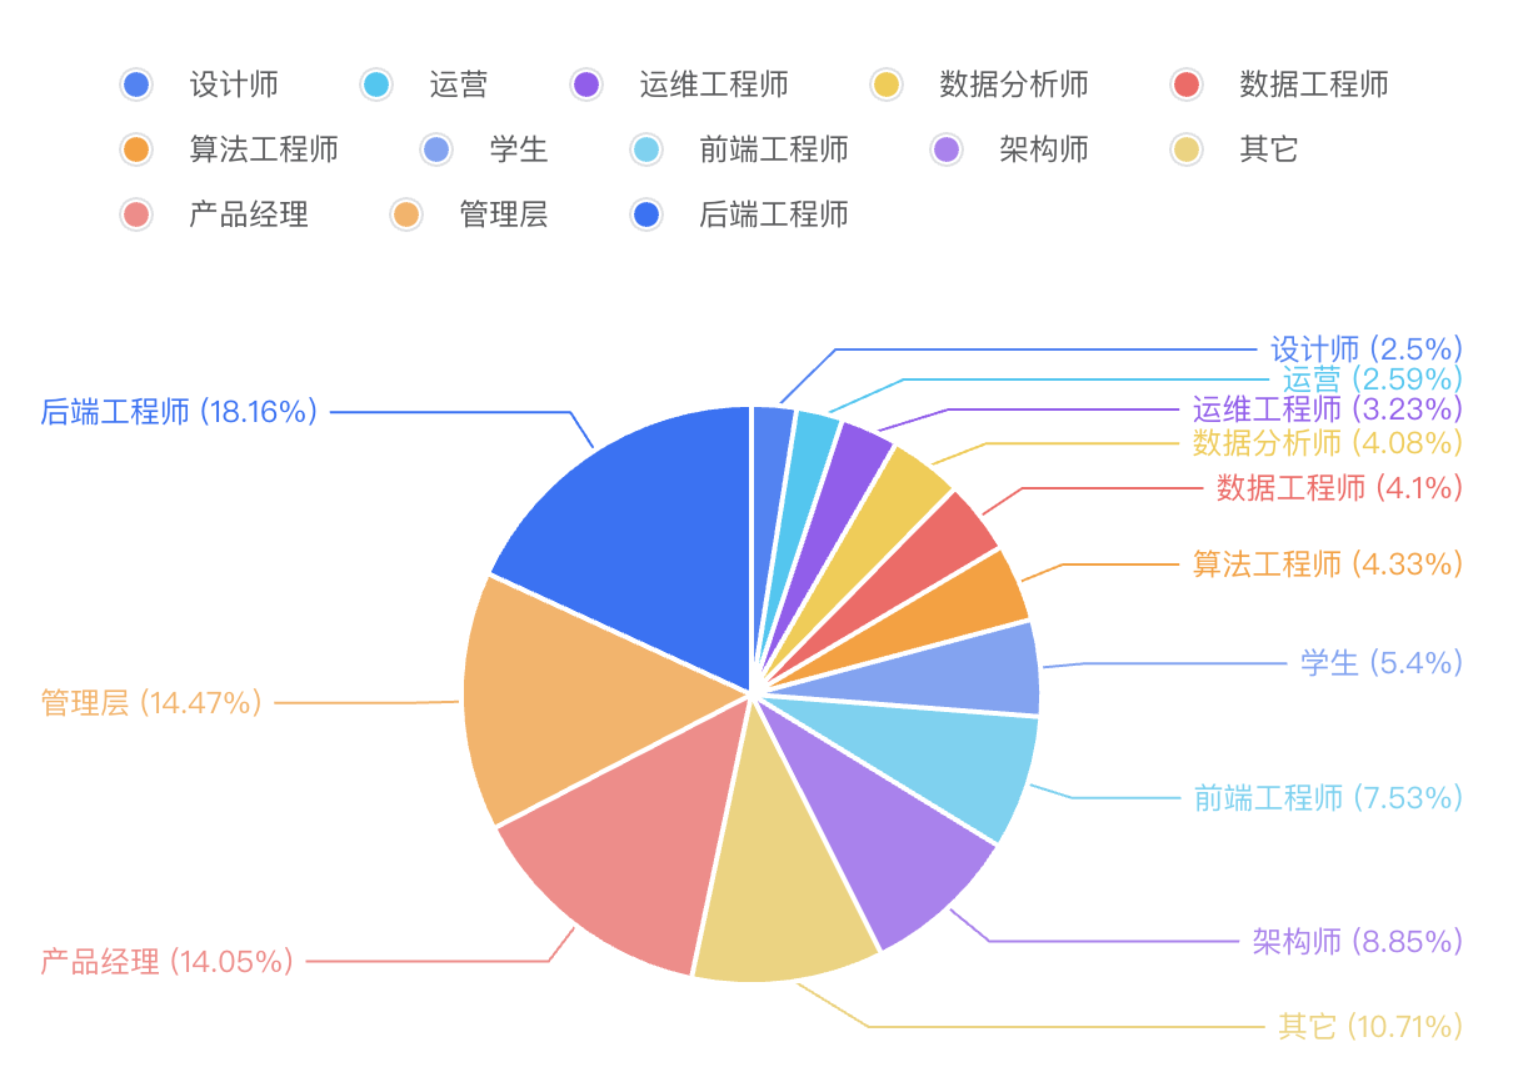 设计师 运营 运维工程师 数据分析师 数据工程师
算法工程师 学生 前端工程师 架构师 其它
产品经理 管理层 后端工程师
设计师 (2.5%)
运营 (2.59%)
运维工程师 (3.23%)
后端工程师 (18.16%)
数据分析师 (4.08%)
数据工程师 (4.1%)
算法工程师 (4.33%)
学生 (5.4%)
管理层 (14.47%)
前端工程师 (7.53%)
架构师 (8.85%)
产品经理 (14.05%)
其它 (10.71%)